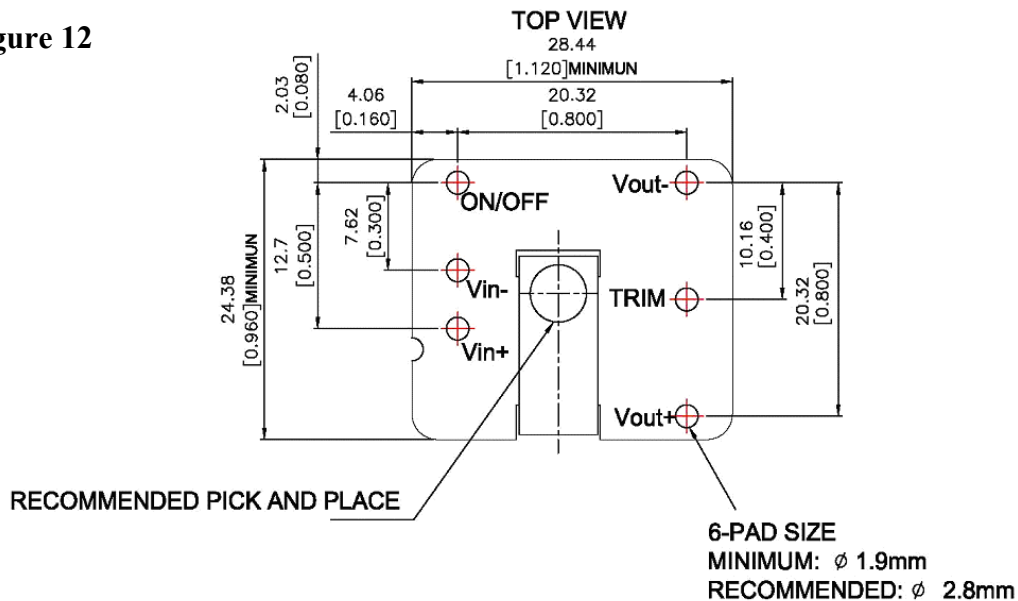 gure 12
TOP VIEW
28.44
[1.120]MINIMUN
2.03
[0.080]
4.06
[0.160]
20.32
[0.800]
ON/OFF
Vout-
7.62
[0.300]
12.7
[0.500]
24.38
[0.960]MINIMUN
10.16
[0.400]
20.32
[0.800]
Vin-
TRIM
Vin+
Vout+
RECOMMENDED PICK AND PLACE
6-PAD SIZE
MINIMUM: ϕ 1.9mm
RECOMMENDED: ϕ 2.8mm